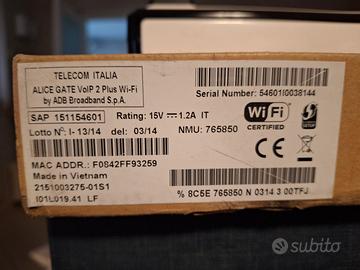 TELECOM ITALIA
ALICE GATE VoIP 2 Plus Wi-Fi
by ADB Broadband S.p.A.
Serial Number: 54601I0038144
SAP 151154601
Rating: 15V 1.2A IT
Lotto N°: I-13/14 del: 03/14
NMU: 765850
Wi Fi
CERTIFIED
SETUP
MAC ADDR.: F0842FF93259
Made in Vietnam
2151003275-01S1
I01L019.41 LF
% 8C5E 765850 N 0314 3 00TFJ
subito